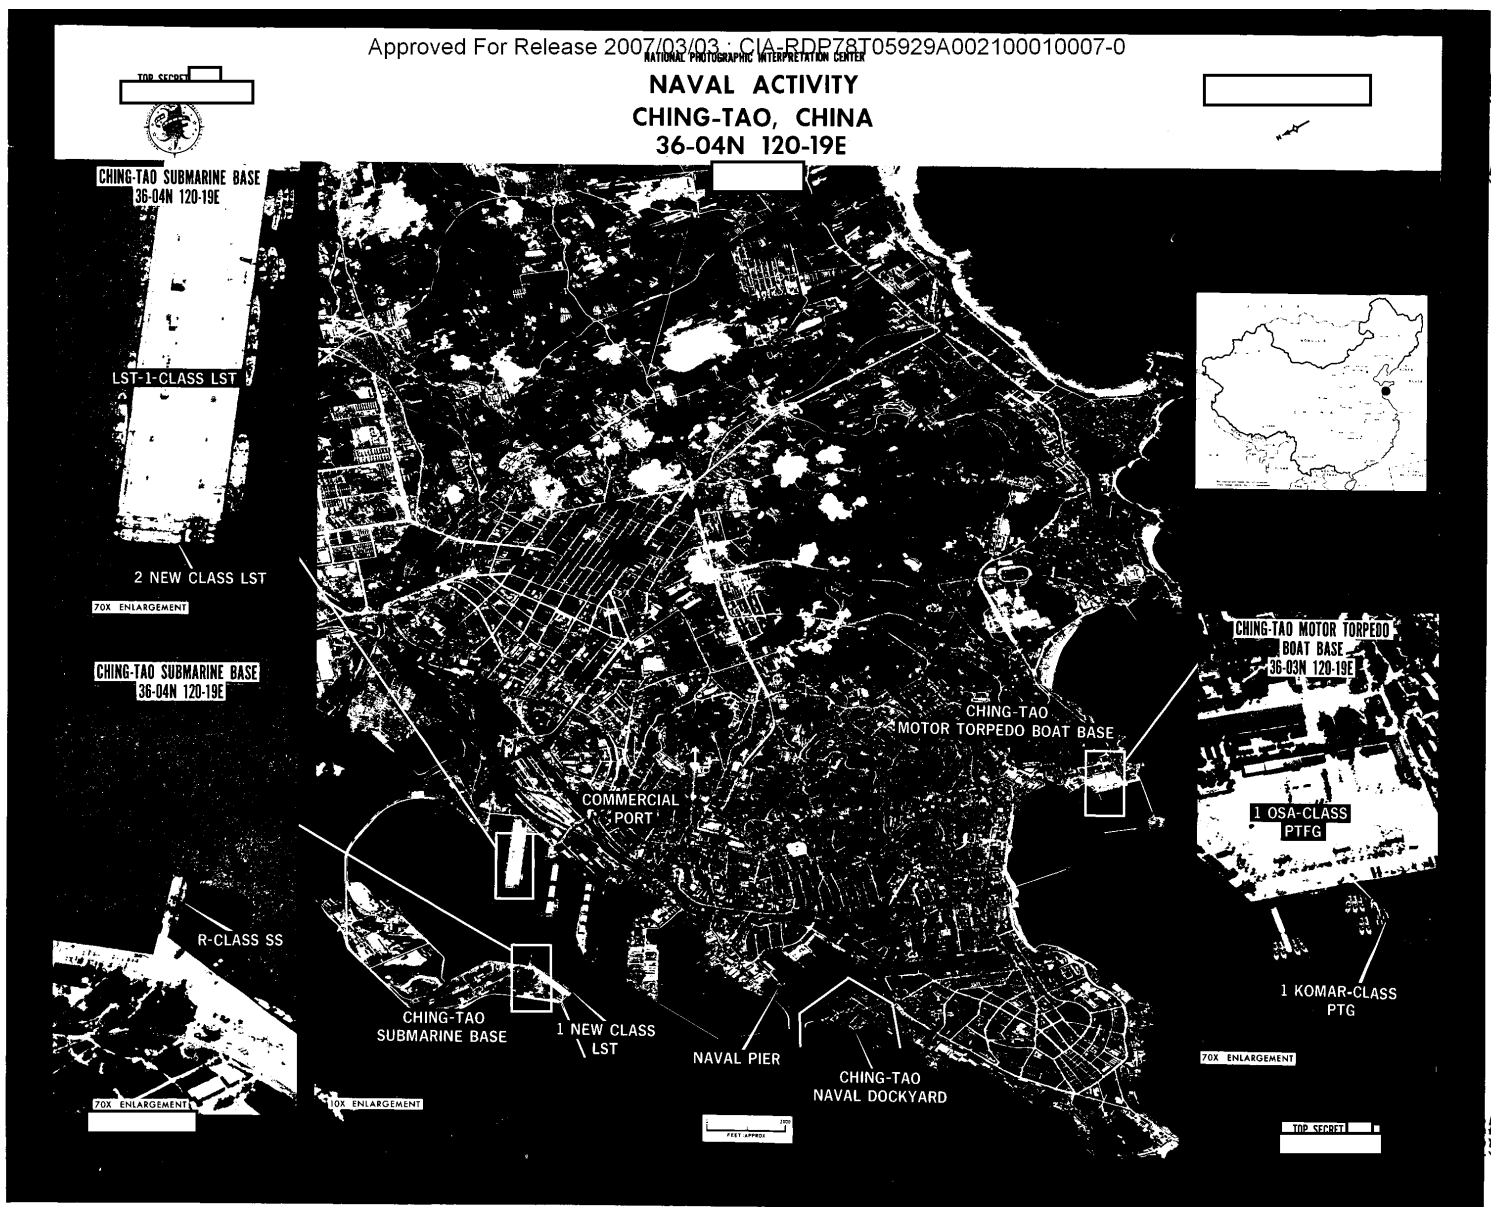 Approved For Release 2007/03/03 : CIA-RDP78T05929A002100010007-0
NATIONAL PHOTOGRAPHIC INTERPRETATION CENTER
TOP SECRET
NAVAL ACTIVITY
CHING-TAO, CHINA
36-04N 120-19E
CHING-TAO SUBMARINE BASE
36-04N 120-19E
LST-1-CLASS LST
2 NEW CLASS LST
70X ENLARGEMENT
CHING-TAO SUBMARINE BASE
36-04N 120-19E
R-CLASS SS
70X ENLARGEMENT
CHING-TAO
MOTOR TORPEDO BOAT BASE
COMMERCIAL
PORT
CHING-TAO
SUBMARINE BASE
1 NEW CLASS
LST
NAVAL PIER
CHING-TAO
NAVAL DOCKYARD
10X ENLARGEMENT
FEET APPROX
CHING-TAO MOTOR TORPEDO
BOAT BASE
36-03N 120-19E
1 OSA-CLASS
PTFG
1 KOMAR-CLASS
PTG
70X ENLARGEMENT
TOP SECRET